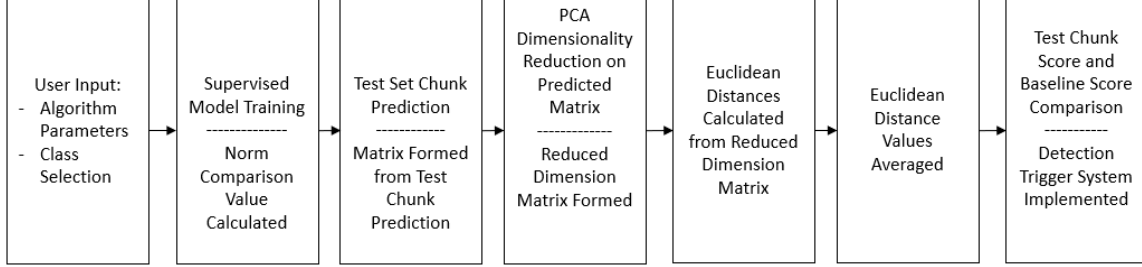 User Input:
- Algorithm
Parameters
- Class
Selection
Supervised
Model Training
---------------
Norm
Comparison
Value
Calculated
Test Set Chunk
Prediction
-------------
Matrix Formed
from Test
Chunk
Prediction
PCA
Dimensionality
Reduction on
Predicted
Matrix
--------------
Reduced
Dimension
Matrix Formed
Euclidean
Distances
Calculated
from Reduced
Dimension
Matrix
Euclidean
Distance
Values
Averaged
Test Chunk
Score and
Baseline Score
Comparison
-----------
Detection
Trigger System
Implemented